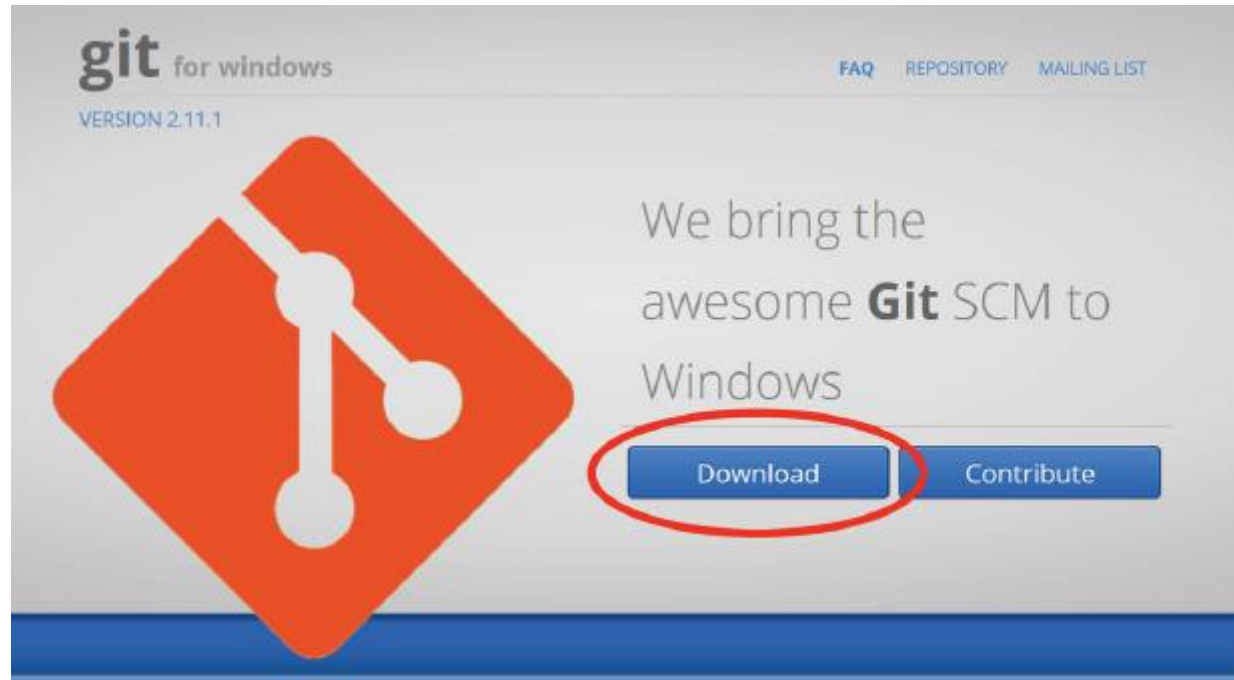 git for windows
FAQ REPOSITORY MAILING LIST
VERSION 2.11.1
We bring the
awesome Git SCM to
Windows
Download
Contribute